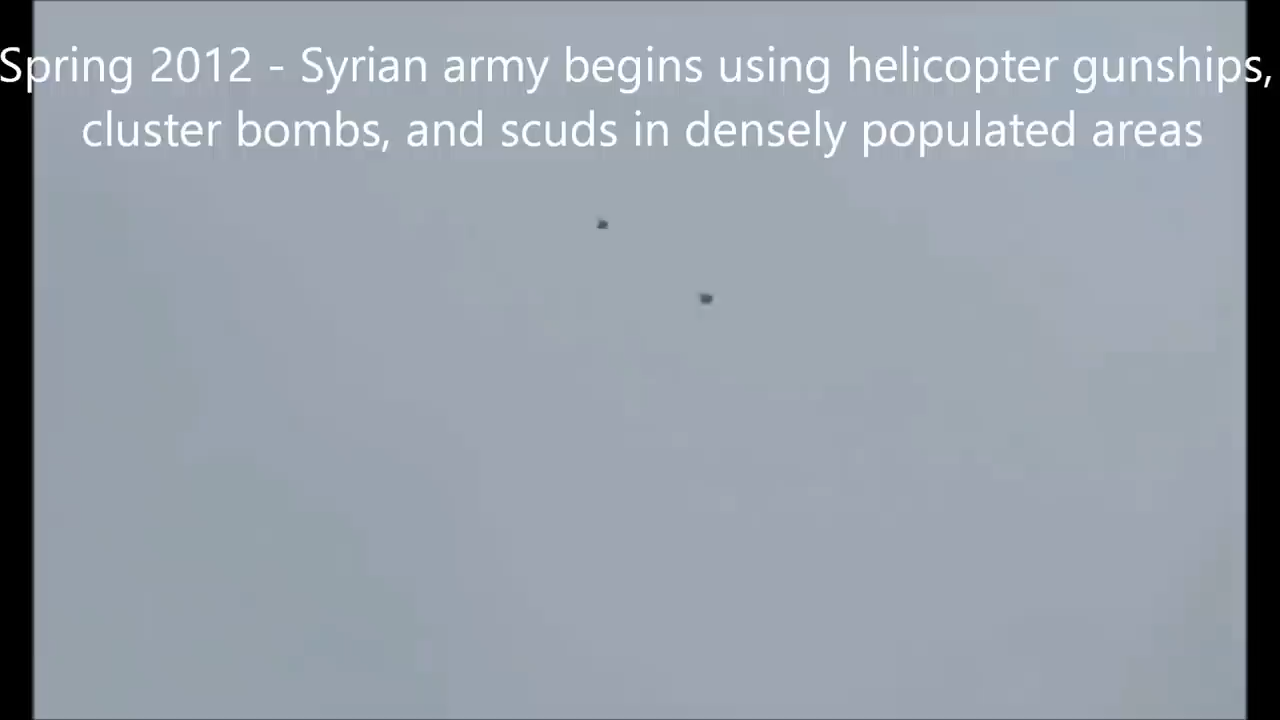 Spring 2012 - Syrian army begins using helicopter gunships,
cluster bombs, and scuds in densely populated areas